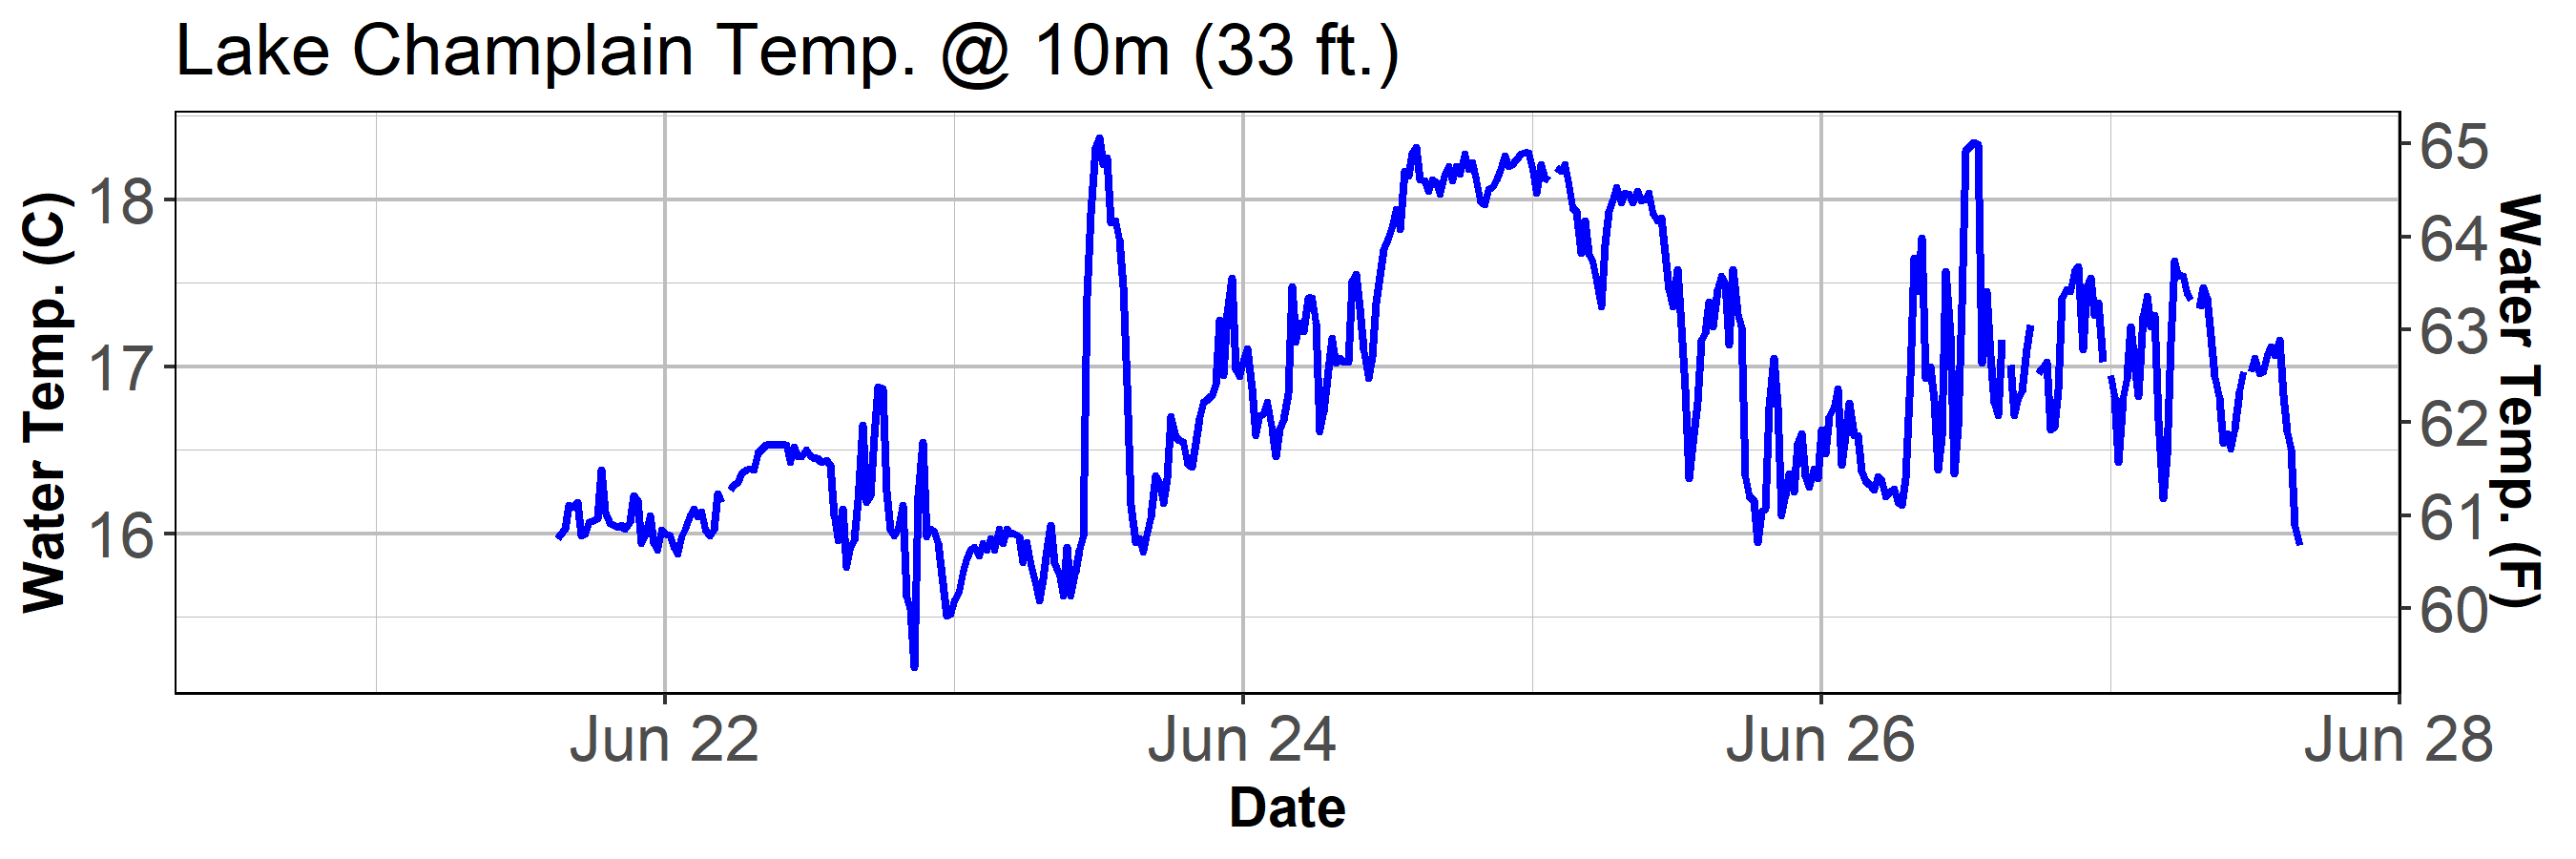 Lake Champlain Temp. @ 10m (33 ft.)
Water Temp. (C)
18
17
16
65
64
63
62
61
60
Water Temp. (F)
Jun 22 Jun 24 Jun 26 Jun 28
Date